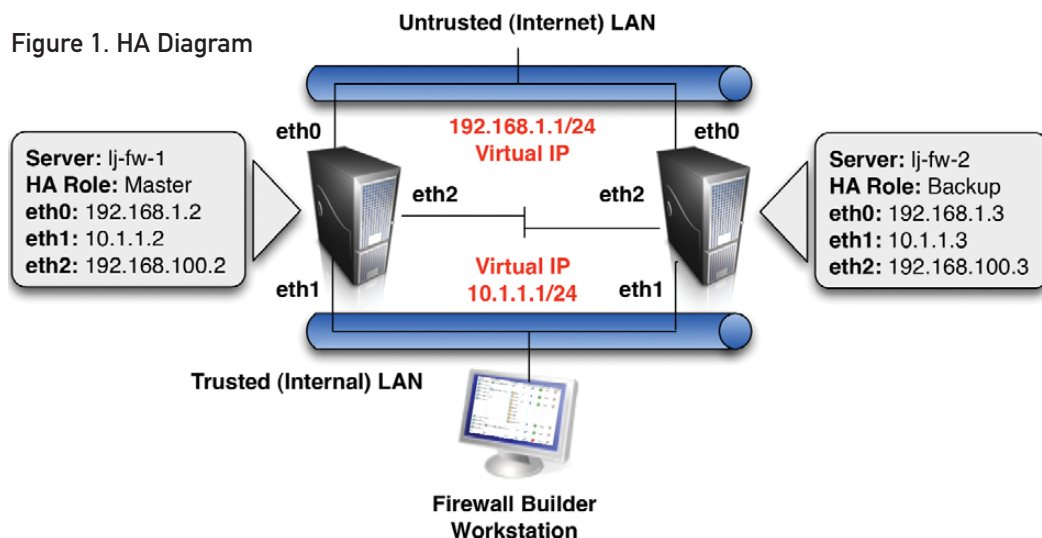 Figure 1. HA Diagram
Untrusted (Internet) LAN
eth0
192.168.1.1/24
Virtual IP
eth0
Server: lj-fw-1
HA Role: Master
eth0: 192.168.1.2
eth1: 10.1.1.2
eth2: 192.168.100.2
eth2
eth2
Server: lj-fw-2
HA Role: Backup
eth0: 192.168.1.3
eth1: 10.1.1.3
eth2: 192.168.100.3
eth1
Virtual IP
10.1.1.1/24
eth1
Trusted (Internal) LAN
Firewall Builder
Workstation